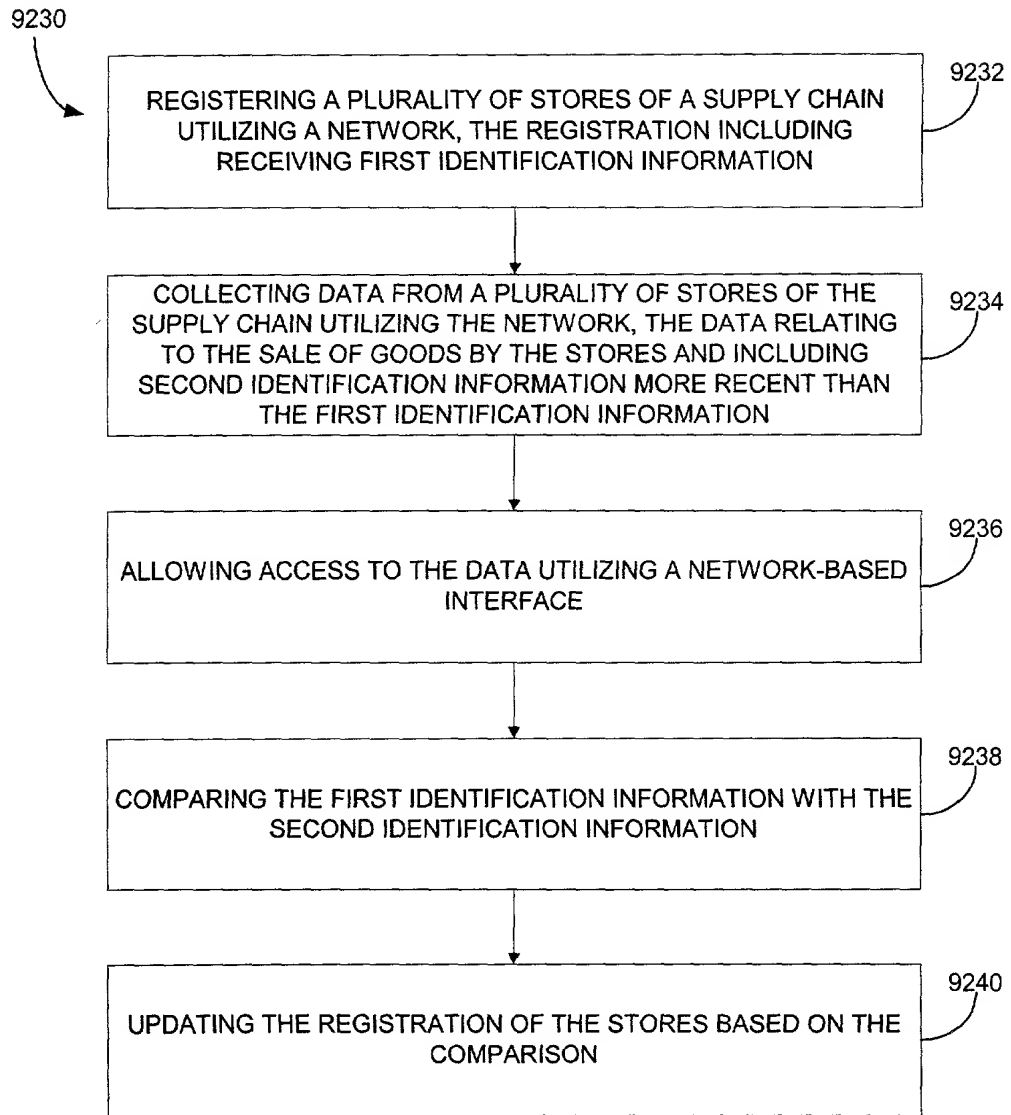 9230
9232
REGISTERING A PLURALITY OF STORES OF A SUPPLY CHAIN
UTILIZING A NETWORK, THE REGISTRATION INCLUDING
RECEIVING FIRST IDENTIFICATION INFORMATION
9234
COLLECTING DATA FROM A PLURALITY OF STORES OF THE
SUPPLY CHAIN UTILIZING THE NETWORK, THE DATA RELATING
TO THE SALE OF GOODS BY THE STORES AND INCLUDING
SECOND IDENTIFICATION INFORMATION MORE RECENT THAN
THE FIRST IDENTIFICATION INFORMATION
9236
ALLOWING ACCESS TO THE DATA UTILIZING A NETWORK-BASED
INTERFACE
9238
COMPARING THE FIRST IDENTIFICATION INFORMATION WITH THE
SECOND IDENTIFICATION INFORMATION
9240
UPDATING THE REGISTRATION OF THE STORES BASED ON THE
COMPARISON